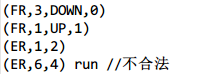 (FR,3,DOWN,0)
(FR,1,UP,1)
(ER,1,2)
(ER,6,4) run //不合法